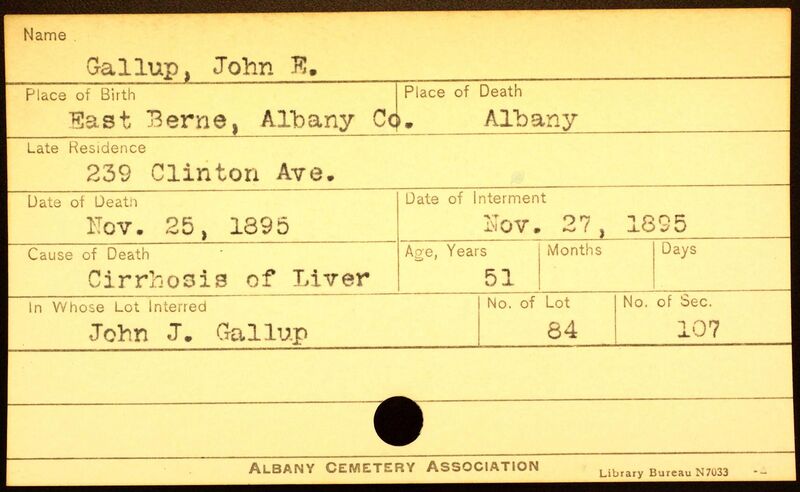 Name
Gallup, John E.
Place of Birth Place of Death
East Berne, Albany Co. Albany
Late Residence
239 Clinton Ave.
Date of Death Date of Interment
Nov. 25, 1895 Nov. 27, 1895
Cause of Death Age, Years Months Days
Cirrhosis of Liver 51
In Whose Lot Interred No. of Lot No. of Sec.
John J. Gallup 84 107
ALBANY CEMETERY ASSOCIATION Library Bureau N7033